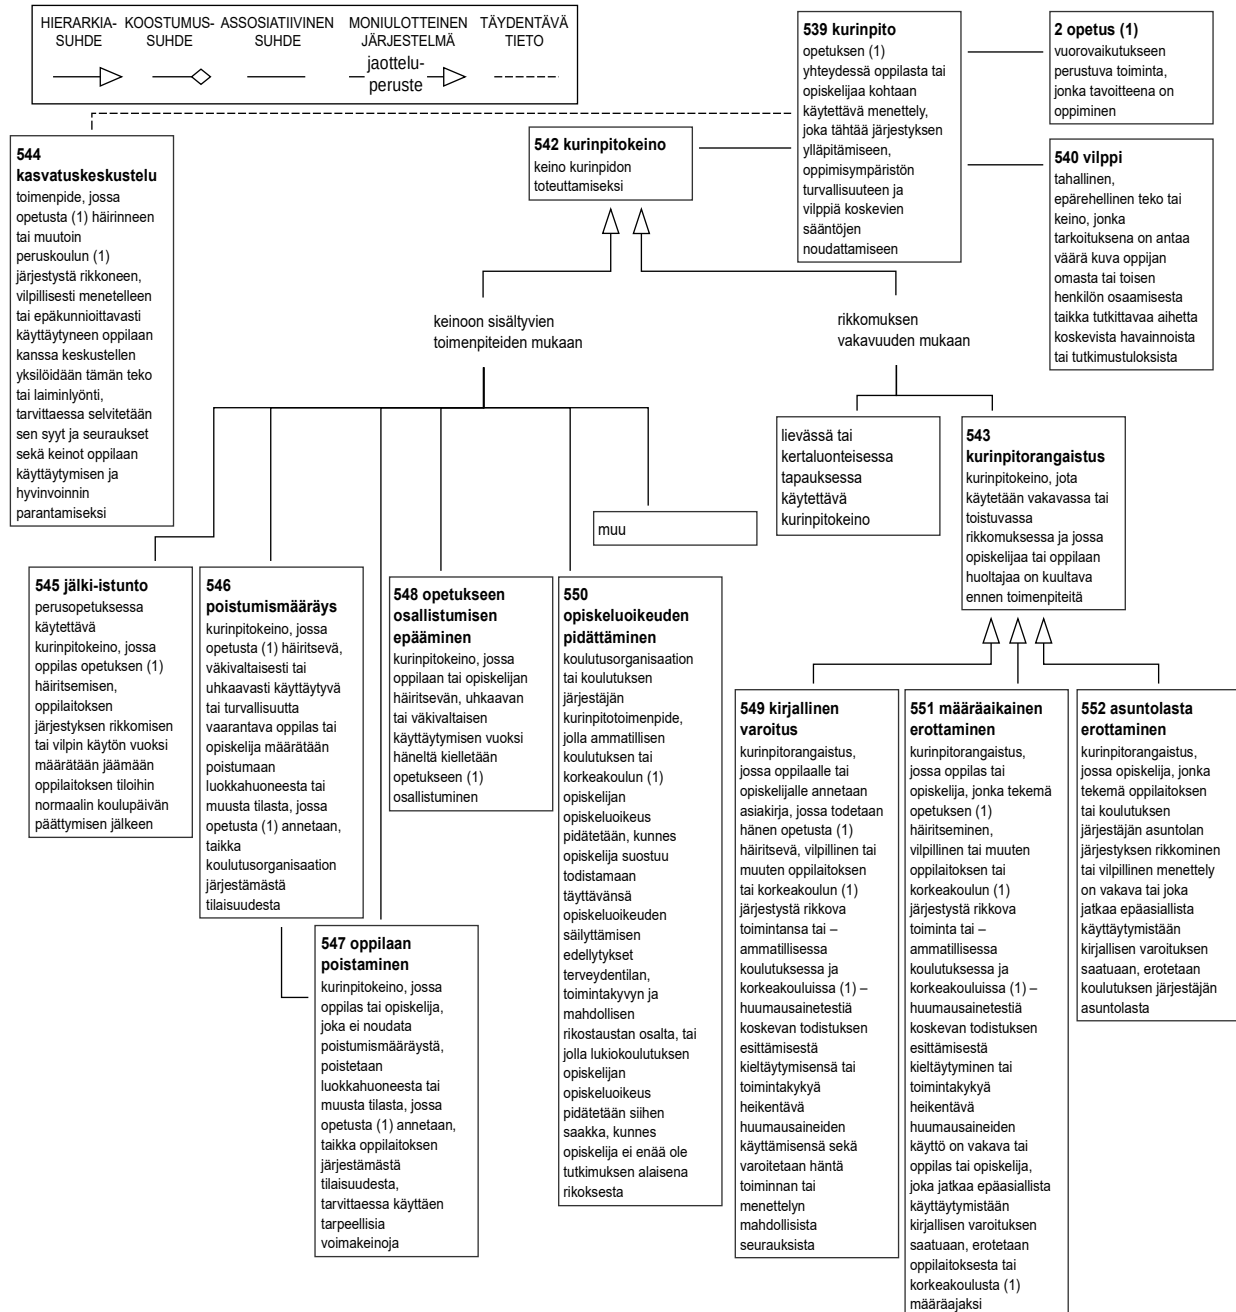 HIERARKIA-
SUHDE
KOOSTUMUS-
SUHDE
ASSOSIATIIVINEN
SUHDE
MONIULOTTEINEN
JÄRJESTELMÄ
jaottelu-
peruste
TÄYDENTÄVÄ
TIETO
539 kurinpito
opetuksen (1)
yhteydessä oppilasta tai
opiskelijaa kohtaan
käytettävä menettely,
joka tähtää järjestyksen
ylläpitämiseen,
oppimisympäristön
turvallisuuteen ja
vilppiä koskevien
sääntöjen
noudattamiseen
2 opetus (1)
vuorovaikutukseen
perustuva toiminta,
jonka tavoitteena on
oppiminen
544
kasvatuskeskustelu
toimenpide, jossa
opetusta (1) häirinneen
tai muutoin
peruskoulun (1)
järjestystä rikkoneen,
vilpillisesti menetelleen
tai epäkunnioittavasti
käyttäytyneen oppilaan
kanssa keskustellen
yksilöidään tämän teko
tai laiminlyönti,
tarvittaessa selvitetään
sen syyt ja seuraukset
sekä keinot oppilaan
käyttäytymisen ja
hyvinvoinnin
parantamiseksi
542 kurinpitokeino
keino kurinpidon
toteuttamiseksi
540 vilppi
tahallinen,
epärehellinen teko tai
keino, jonka
tarkoituksena on antaa
väärä kuva oppijan
omasta tai toisen
henkilön osaamisesta
taikka tutkittavaa aihetta
koskevista havainnoista
tai tutkimustuloksista
keinoon sisältyvien
toimenpiteiden mukaan
rikkomuksen
vakavuuden mukaan
lievässä tai
kertaluonteisessa
tapauksessa
käytettävä
kurinpitokeino
543
kurinpitorangaistus
kurinpitokeino, jota
käytetään vakavassa tai
toistuvassa
rikkomuksessa ja jossa
opiskelijaa tai oppilaan
huoltajaa on kuultava
ennen toimenpiteitä
muu
545 jälki-istunto
perusopetuksessa
käytettävä
kurinpitokeino, jossa
oppilas opetuksen (1)
häiritsemisen,
oppilaitoksen
järjestyksen rikkomisen
tai vilpin käytön vuoksi
määrätään jäämään
oppilaitoksen tiloihin
normaalin koulupäivän
päättymisen jälkeen
546
poistumismääräys
kurinpitokeino, jossa
opetusta (1) häiritsevä,
väkivaltaisesti tai
uhkaavasti käyttäytyvä
tai turvallisuutta
vaarantava oppilas tai
opiskelija määrätään
poistumaan
luokkahuoneesta tai
muusta tilasta, jossa
opetusta (1) annetaan,
taikka
koulutusorganisaation
järjestämästä
tilaisuudesta
548 opetukseen
osallistumisen
epääminen
kurinpitokeino, jossa
oppilaan tai opiskelijan
häiritsevän, uhkaavan
tai väkivaltaisen
käyttäytymisen vuoksi
häneltä kielletään
opetukseen (1)
osallistuminen
550
opiskeluoikeuden
pidättäminen
koulutusorganisaation
tai koulutuksen
järjestäjän
kurinpitotoimenpide,
jolla ammatillisen
koulutuksen tai
korkeakoulun (1)
opiskelijan
opiskeluoikeus
pidätetään, kunnes
opiskelija suostuu
todistamaan
täyttävänsä
opiskeluoikeuden
säilyttämisen
edellytykset
terveydentilan,
toimintakyvyn ja
mahdollisen
rikostaustan osalta, tai
jolla lukiokoulutuksen
opiskelijan
opiskeluoikeus
pidätetään siihen
saakka, kunnes
opiskelija ei enää ole
tutkimuksen alaisena
rikoksesta
547 oppilaan
poistaminen
kurinpitokeino, jossa
oppilas tai opiskelija,
joka ei noudata
poistumismääräystä,
poistetaan
luokkahuoneesta tai
muusta tilasta, jossa
opetusta (1) annetaan,
taikka oppilaitoksen
järjestämästä
tilaisuudesta,
tarvittaessa käyttäen
tarpeellisia
voimakeinoja
549 kirjallinen
varoitus
kurinpitorangaistus,
jossa oppilaalle tai
opiskelijalle annetaan
asiakirja, jossa todetaan
hänen opetusta (1)
häiritsevä, vilpillinen tai
muuten oppilaitoksen
tai korkeakoulun (1)
järjestystä rikkova
toimintansa tai –
ammatillisessa
koulutuksessa ja
korkeakouluissa (1) –
huumausainetestiä
koskevan todistuksen
esittämisestä
kieltäytymisensä tai
toimintakykyä
heikentävä
huumausaineiden
käyttämisensä sekä
varoitetaan häntä
toiminnan tai
menettelyn
mahdollisista
seurauksista
551 määräaikainen
erottaminen
kurinpitorangaistus,
jossa oppilas tai
opiskelija, jonka tekemä
opetuksen (1)
häiritseminen,
vilpillinen tai muuten
oppilaitoksen tai
korkeakoulun (1)
järjestystä rikkova
toiminta tai –
ammatillisessa
koulutuksessa ja
korkeakouluissa (1) –
huumausainetestiä
koskevan todistuksen
esittämisestä
kieltäytyminen tai
toimintakykyä
heikentävä
huumausaineiden
käyttö on vakava tai
oppilas tai opiskelija,
joka jatkaa epäasiallista
käyttäytymistään
kirjallisen varoituksen
saatuaan, erotetaan
oppilaitoksesta tai
korkeakoulusta (1)
määräajaksi
552 asuntolasta
erottaminen
kurinpitorangaistus,
jossa opiskelija, jonka
tekemä oppilaitoksen
tai koulutuksen
järjestäjän asuntolan
järjestyksen rikkominen
tai vilpillinen menettely
on vakava tai joka
jatkaa epäasiallista
käyttäytymistään
kirjallisen varoituksen
saatuaan, erotetaan
koulutuksen järjestäjän
asuntolasta